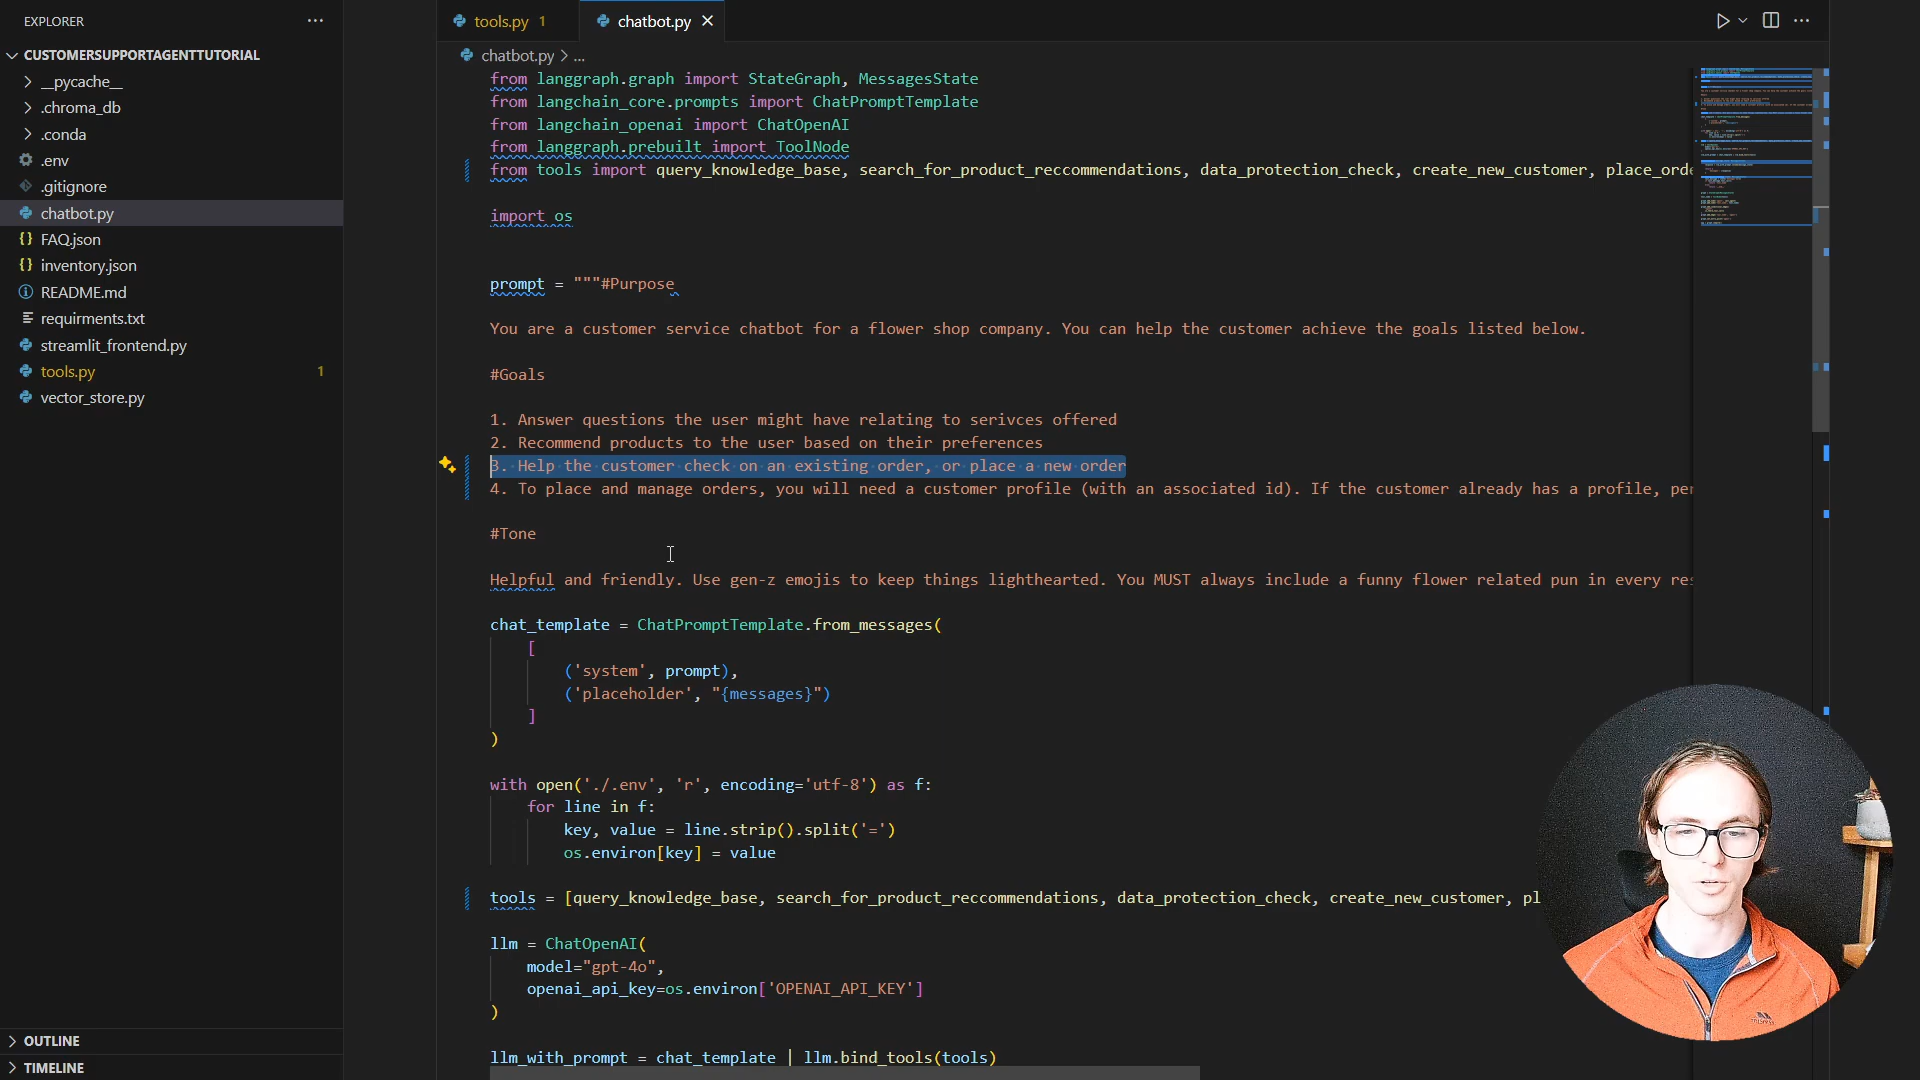 EXPLORER
CUSTOMERSUPPORTAGENTTUTORIAL
__pycache__
.chroma_db
.conda
.env
.gitignore
chatbot.py
FAQ.json
inventory.json
README.md
requirments.txt
streamlit_frontend.py
tools.py 1
vector_store.py
OUTLINE
TIMELINE
tools.py 1
chatbot.py
chatbot.py > ...
from langgraph.graph import StateGraph, MessagesState
from langchain_core.prompts import ChatPromptTemplate
from langchain_openai import ChatOpenAI
from langgraph.prebuilt import ToolNode
from tools import query_knowledge_base, search_for_product_reccommendations, data_protection_check, create_new_customer, place_orde
import os
prompt = """#Purpose
You are a customer service chatbot for a flower shop company. You can help the customer achieve the goals listed below.
#Goals
1. Answer questions the user might have relating to serivces offered
2. Recommend products to the user based on their preferences
3. Help the customer check on an existing order, or place a new order
4. To place and manage orders, you will need a customer profile (with an associated id). If the customer already has a profile, per
#Tone
Helpful and friendly. Use gen-z emojis to keep things lighthearted. You MUST always include a funny flower related pun in every res
chat_template = ChatPromptTemplate.from_messages(
[
('system', prompt),
('placeholder', "{messages}")
]
)
with open('./.env', 'r', encoding='utf-8') as f:
for line in f:
key, value = line.strip().split('=')
os.environ[key] = value
tools = [query_knowledge_base, search_for_product_reccommendations, data_protection_check, create_new_customer, pl
llm = ChatOpenAI(
model="gpt-4o",
openai_api_key=os.environ['OPENAI_API_KEY']
)
llm_with_prompt = chat_template | llm.bind_tools(tools)